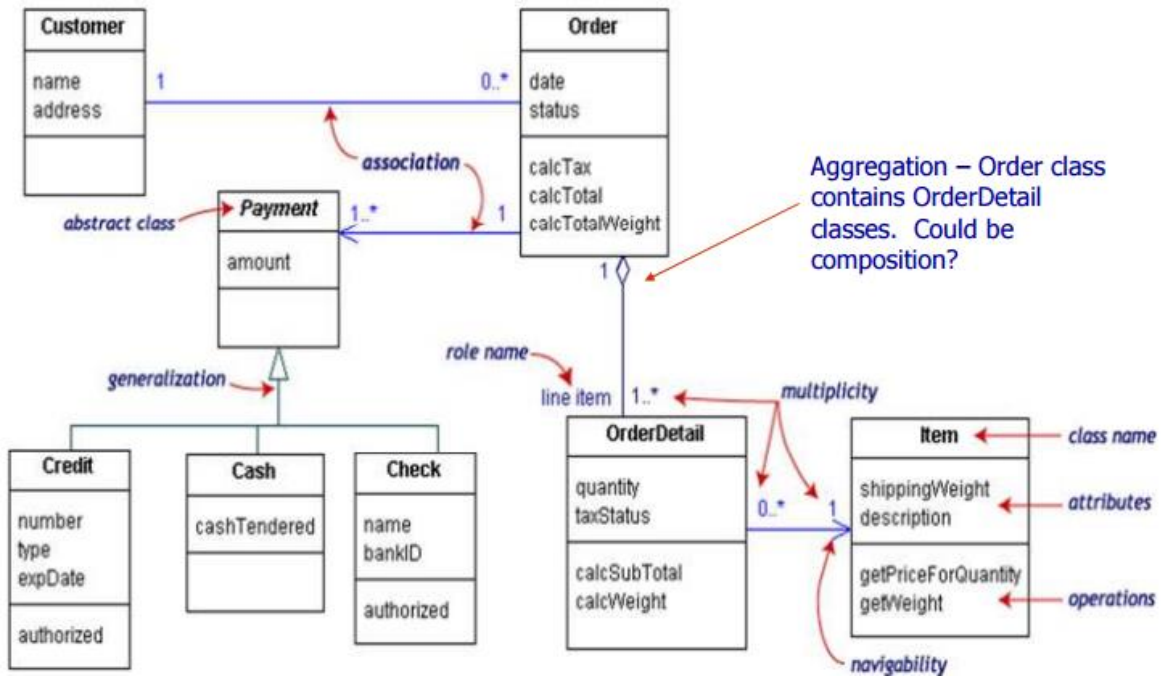 Customer
name
address
1
0..*
Order
date
status
calcTax
calcTotal
calcTotalWeight
association
abstract class
Payment
amount
1..*
1
Aggregation – Order class
contains OrderDetail
classes. Could be
composition?
1
generalization
role name
line item
1..*
multiplicity
Credit
number
type
expDate
authorized
Cash
cashTendered
Check
name
bankID
authorized
OrderDetail
quantity
taxStatus
calcSubTotal
calcWeight
0..*
1
Item
shippingWeight
description
getPriceForQuantity
getWeight
class name
attributes
operations
navigability